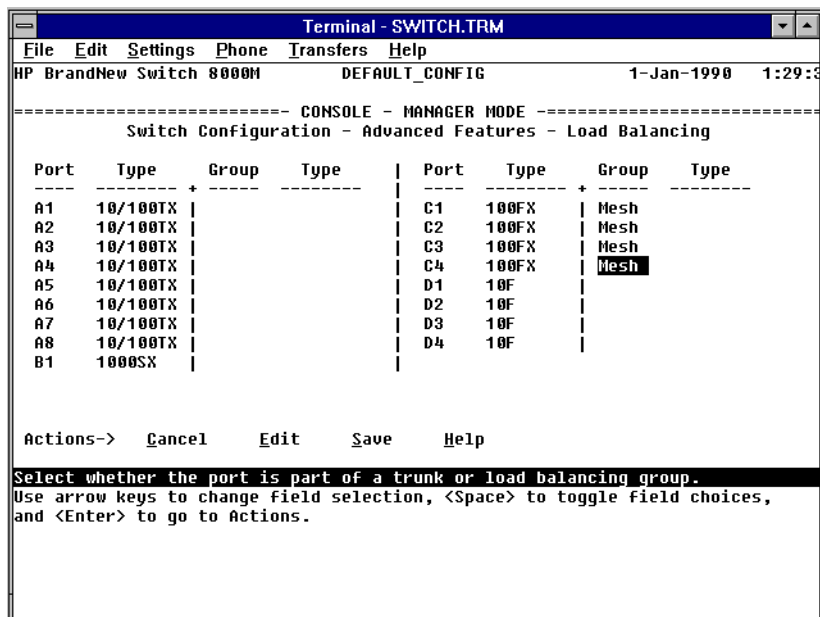 Terminal - SWITCH.TRM
File Edit Settings Phone Transfers Help
HP BrandNew Switch 8000M DEFAULT_CONFIG 1-Jan-1990 1:29:3
============================- CONSOLE - MANAGER MODE -============================
Switch Configuration - Advanced Features - Load Balancing
Port Type Group Type | Port Type Group Type
---- -------- + ----- -------- | ---- -------- + ----- --------
A1 10/100TX | | C1 100FX | Mesh
A2 10/100TX | | C2 100FX | Mesh
A3 10/100TX | | C3 100FX | Mesh
A4 10/100TX | | C4 100FX | Mesh
A5 10/100TX | | D1 10F |
A6 10/100TX | | D2 10F |
A7 10/100TX | | D3 10F |
A8 10/100TX | | D4 10F |
B1 1000SX | |
Actions-> Cancel Edit Save Help
Select whether the port is part of a trunk or load balancing group.
Use arrow keys to change field selection, <Space> to toggle field choices,
and <Enter> to go to Actions.